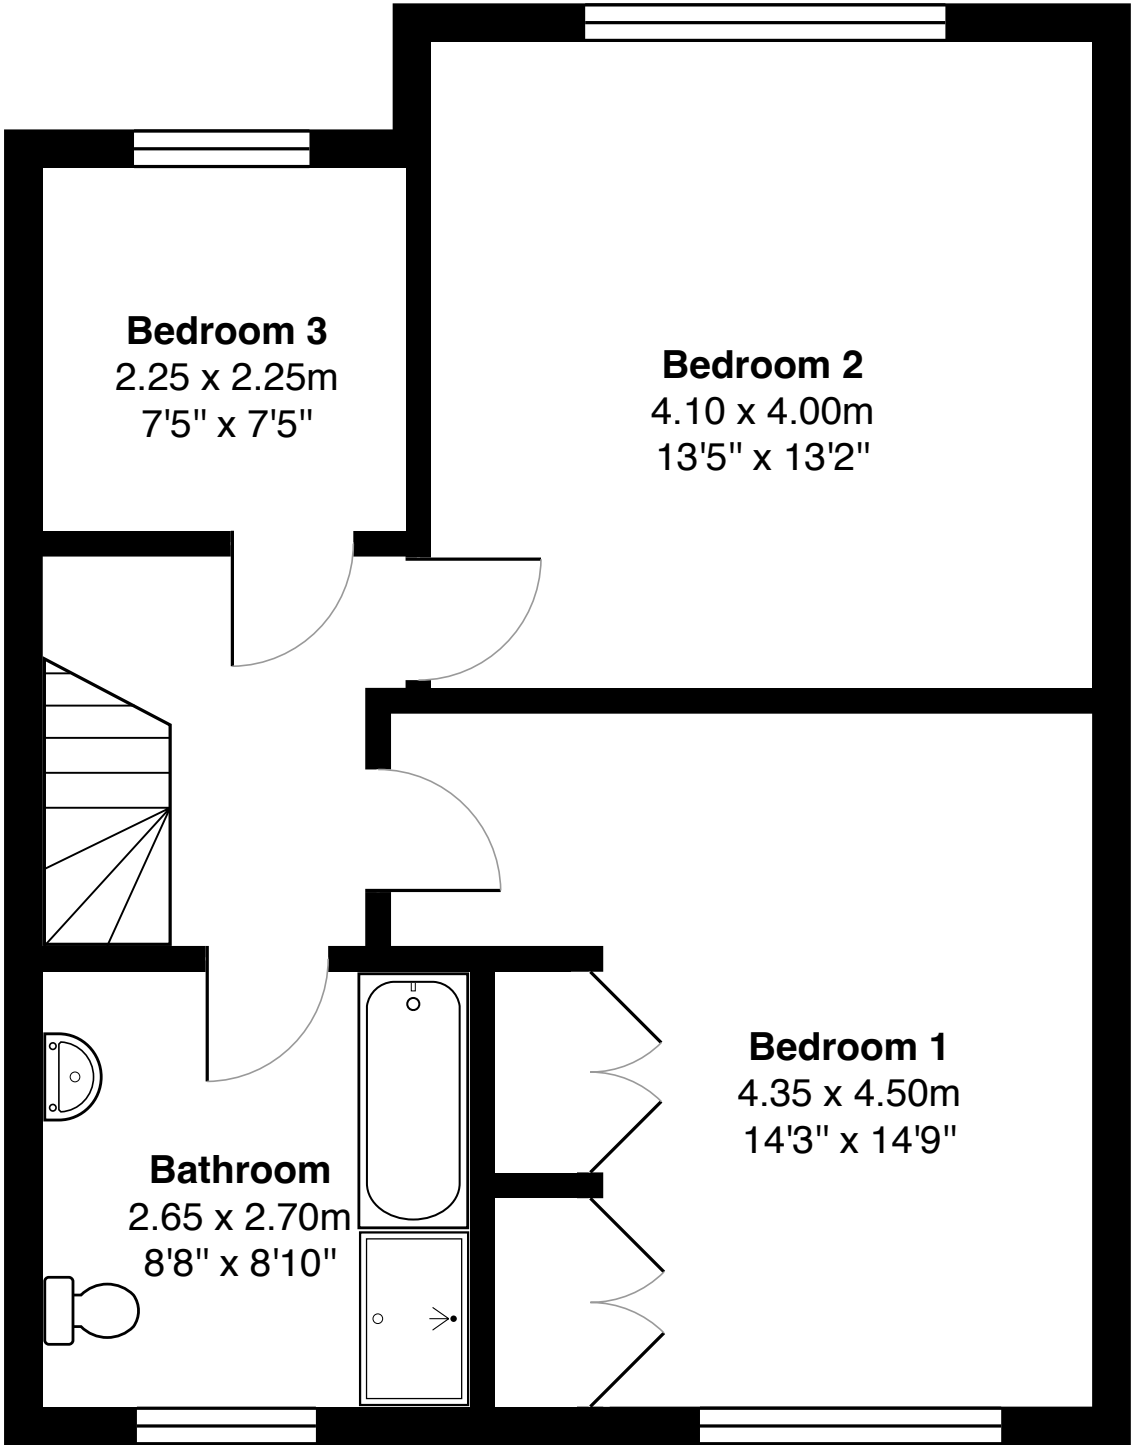 Bedroom 3
2.25 x 2.25m
7'5" x 7'5"
Bedroom 2
4.10 x 4.00m
13'5" x 13'2"
Bedroom 1
4.35 x 4.50m
14'3" x 14'9"
Bathroom
2.65 x 2.70m
8'8" x 8'10"